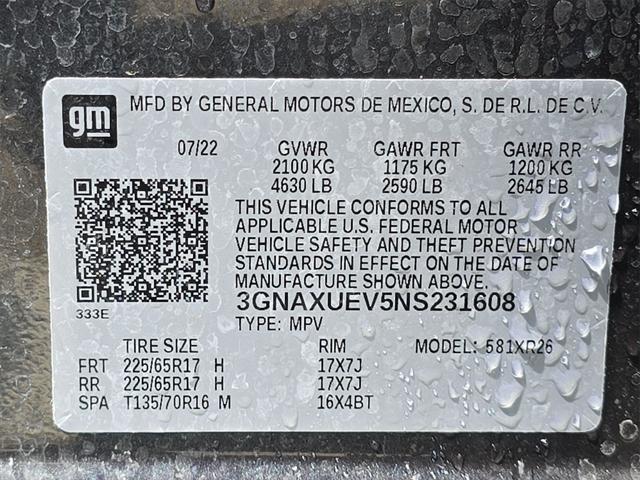 gm
MFD BY GENERAL MOTORS DE MEXICO, S. DE R.L. DE C.V.
07/22 GVWR GAWR FRT GAWR RR
2100 KG 1175 KG 1200 KG
4630 LB 2590 LB 2645 LB
THIS VEHICLE CONFORMS TO ALL
APPLICABLE U.S. FEDERAL MOTOR
VEHICLE SAFETY AND THEFT PREVENTION
STANDARDS IN EFFECT ON THE DATE OF
MANUFACTURE SHOWN ABOVE.
3GNAXUEV5NS231608
333E
TYPE: MPV
TIRE SIZE RIM MODEL: 581XR26
FRT 225/65R17 H 17X7J
RR 225/65R17 H 17X7J
SPA T135/70R16 M 16X4BT